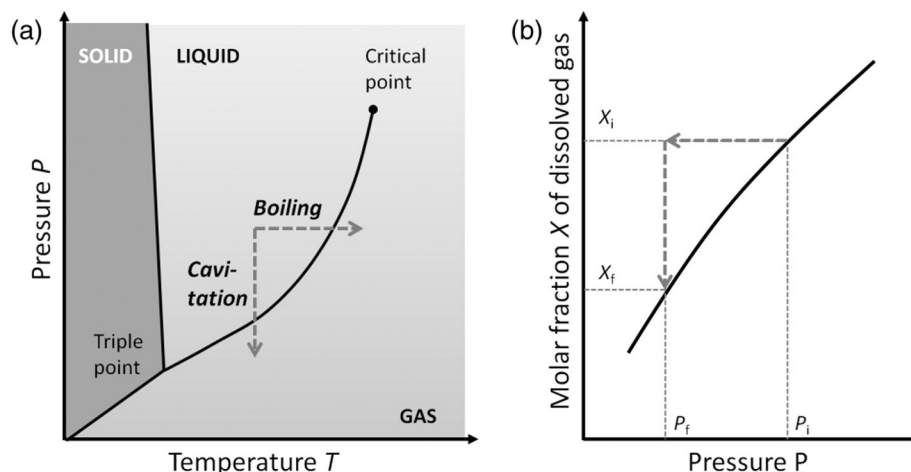 (a)
SOLID
LIQUID
Critical
point
Boiling
Cavi-
tation
Triple
point
GAS
Pressure P
Temperature T
(b)
Molar fraction X of dissolved gas
Xi
Xf
Pf
Pi
Pressure P